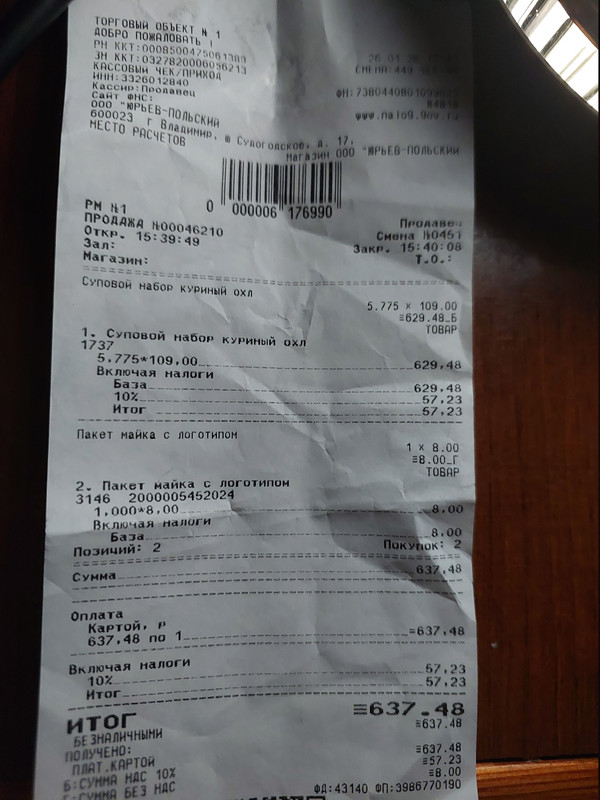 ТОРГОВЫЙ ОБЪЕКТ N 1
ДОБРО ПОЖАЛОВАТЬ !
РН ККТ:
ЗН ККТ:
КАССОВЫЙ ЧЕК/ПРИХОД
ИНН:3326012840
Кассир:Продавец
Сайт ФНС: www.nalog.gov.ru
ООО "ЮРЬЕВ-ПОЛЬСКИЙ
600023 г Владимир, ш Судогодское, д. 17,
МЕСТО РАСЧЕТОВ Магазин ООО "ЮРЬЕВ-ПОЛЬСКИЙ
0 000006 176990
РМ №1 Продавец
ПРОДАЖА №00046210 Смена №0451
Откр. 15:39:49 Закр. 15:40:08
Зал: Т.О.:
Магазин:
Суповой набор куриный охл
5.775 × 109.00
≡629.48_Б
ТОВАР
1. Суповой набор куриный охл
1737
5,775*109,00 629,48
Включая налоги
База 629,48
10% 57,23
Итог 57,23
Пакет майка с логотипом
1 × 8.00
≡8.00_Г
ТОВАР
2. Пакет майка с логотипом
3146 2000005452024
1,000*8,00 8,00
Включая налоги
База 8,00
Позиций: 2 Покупок: 2
Сумма 637,48
Оплата
Картой, р
637,48 по 1 =637,48
Включая налоги 57,23
10% 57,23
Итог
ИТОГ ≡637.48
БЕЗНАЛИЧНЫМИ ≡637.48
ПОЛУЧЕНО:
ПЛАТ.КАРТОЙ ≡637.48
Б:СУММА НДС 10% ≡57.23
Г:СУММА БЕЗ НДС ≡8.00
ФД:43140 ФП:3986770190